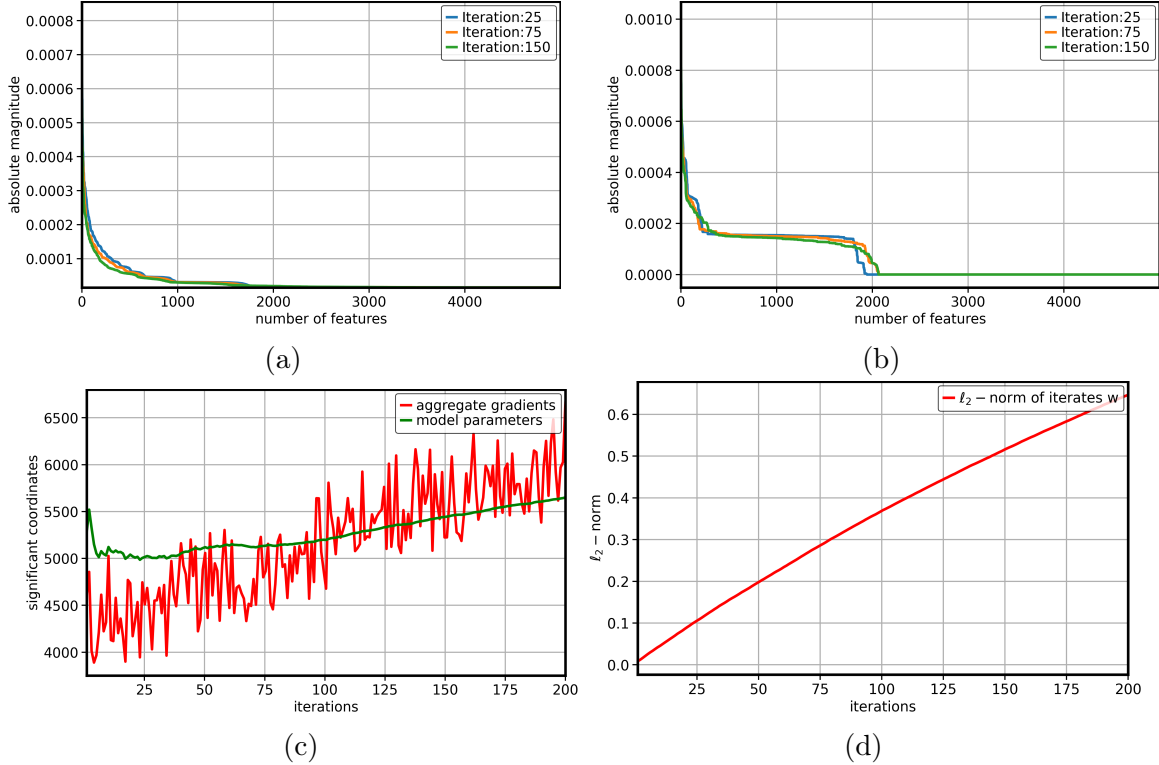 0.0008
0.0007
0.0006
0.0005
0.0004
0.0003
0.0002
0.0001
absolute magnitude
0
1000
2000
3000
4000
number of features
Iteration:25
Iteration:75
Iteration:150
(a)
0.0010
0.0008
0.0006
0.0004
0.0002
0.0000
absolute magnitude
0
1000
2000
3000
4000
number of features
Iteration:25
Iteration:75
Iteration:150
(b)
6500
6000
5500
5000
4500
4000
significant coordinates
25
50
75
100
125
150
175
200
iterations
aggregate gradients
model parameters
(c)
0.6
0.5
0.4
0.3
0.2
0.1
0.0
ℓ₂ − norm
25
50
75
100
125
150
175
200
iterations
ℓ₂ − norm of iterates w
(d)